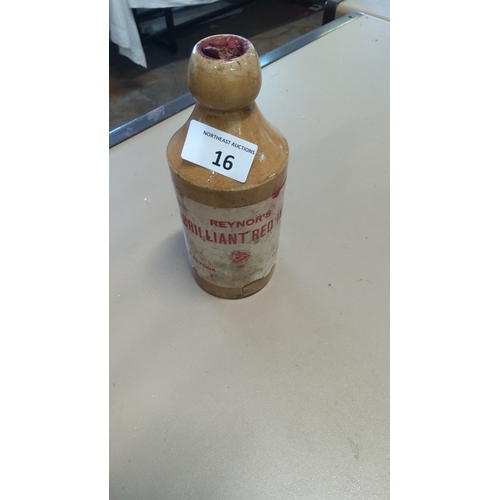 NORTHEAST AUCTIONS
16
REYNOR'S
BRILLIANT RED